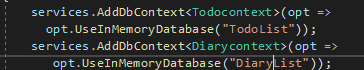 services.AddDbContext<Todocontext>(opt =>
opt.UseInMemoryDatabase("TodoList"));
services.AddDbContext<Diarycontext>(opt =>
opt.UseInMemoryDatabase("DiaryList"));